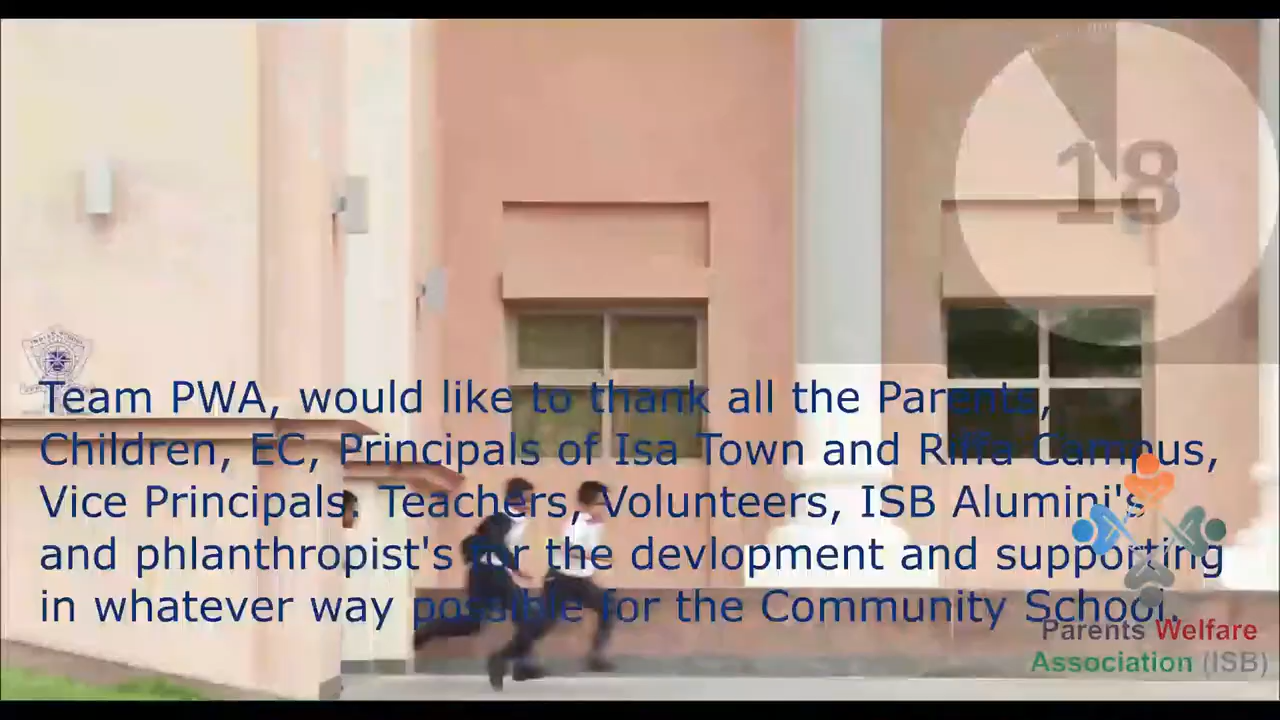 18
Team PWA, would like to thank all the Parents,
Children, EC, Principals of Isa Town and Riffa Campus,
Vice Principals. Teachers, Volunteers, ISB Alumini's
and phlanthropist's for the devlopment and supporting
in whatever way possible for the Community School.
Parents Welfare
Association (ISB)